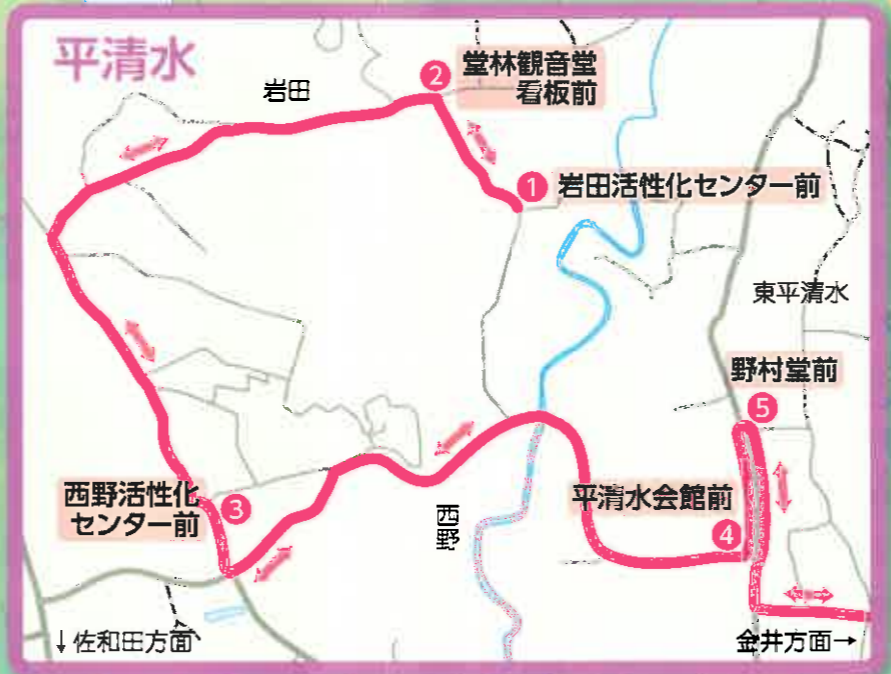 平清水
岩田
② 堂林観音堂
看板前
① 岩田活性化センター前
東平清水
野村堂前
⑤
西野活性化
センター前
③
西野
平清水会館前
④
↓佐和田方面
金井方面→